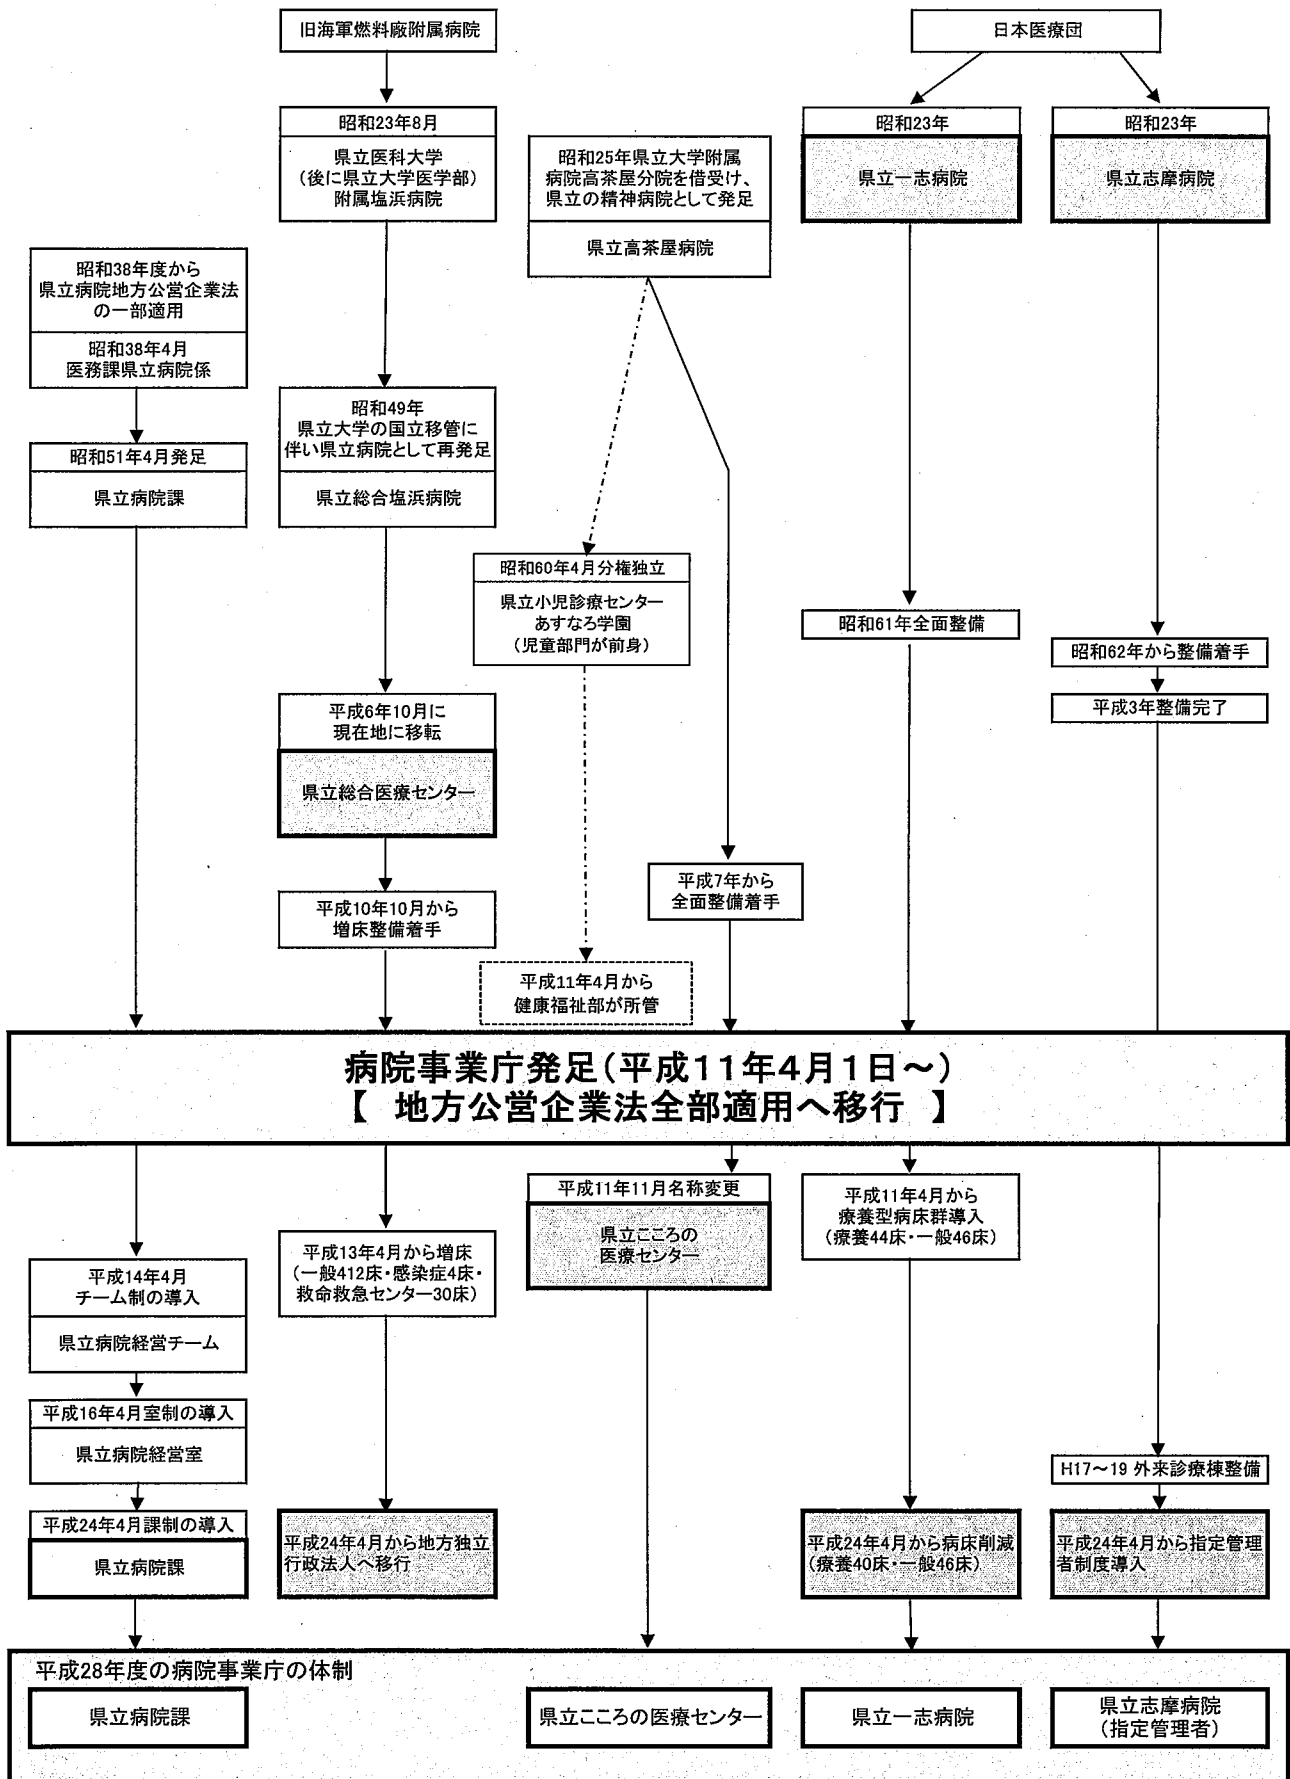 旧海軍燃料廠附属病院
日本医療団
昭和23年8月
県立医科大学
（後に県立大学医学部）
附属塩浜病院
昭和25年県立大学附属
病院高茶屋分院を借受け、
県立の精神病院として発足
県立高茶屋病院
昭和23年
県立一志病院
昭和23年
県立志摩病院
昭和38年度から
県立病院地方公営企業法
の一部適用
昭和38年4月
医務課県立病院係
昭和51年4月発足
県立病院課
昭和49年
県立大学の国立移管に
伴い県立病院として再発足
県立総合塩浜病院
昭和60年4月分権独立
県立小児診療センター
あすなろ学園
（児童部門が前身）
昭和61年全面整備
昭和62年から整備着手
平成3年整備完了
平成6年10月に
現在地に移転
県立総合医療センター
平成7年から
全面整備着手
平成10年10月から
増床整備着手
平成11年4月から
健康福祉部が所管
病院事業庁発足（平成11年4月1日～）
【 地方公営企業法全部適用へ移行 】
平成14年4月
チーム制の導入
県立病院経営チーム
平成16年4月室制の導入
県立病院経営室
平成24年4月課制の導入
県立病院課
平成13年4月から増床
（一般412床・感染症4床・
救命救急センター30床）
平成24年4月から地方独立
行政法人へ移行
平成11年11月名称変更
県立こころの
医療センター
平成11年4月から
療養型病床群導入
（療養44床・一般46床）
平成24年4月から病床削減
（療養40床・一般46床）
H17～19 外来診療棟整備
平成24年4月から指定管理
者制度導入
平成28年度の病院事業庁の体制
県立病院課
県立こころの医療センター
県立一志病院
県立志摩病院
（指定管理者）